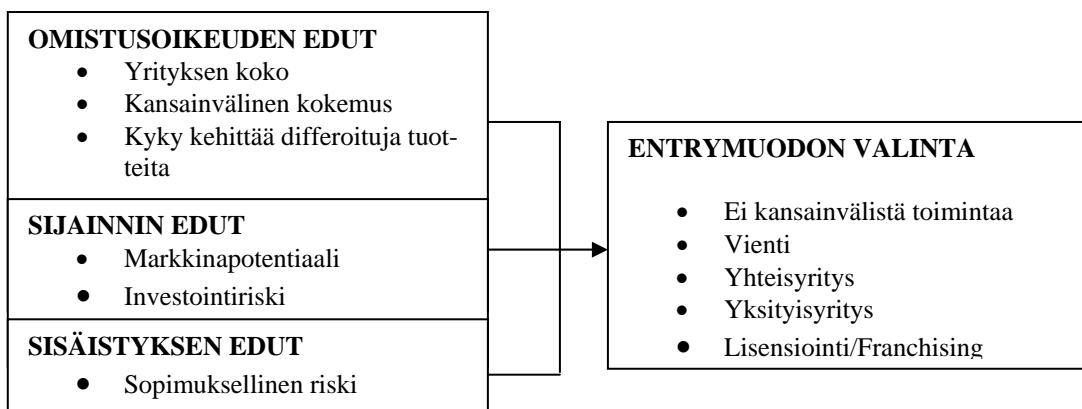 OMISTUSOIKEUDEN EDUT
• Yrityksen koko
• Kansainvälinen kokemus
• Kyky kehittää differoituja tuot-
teita
SIJAINNIN EDUT
• Markkinapotentiaali
• Investointiriski
SISÄISTYKSEN EDUT
• Sopimuksellinen riski
ENTRYMUODON VALINTA
• Ei kansainvälistä toimintaa
• Vienti
• Yhteisyritys
• Yksityisyritys
• Lisensiointi/Franchising